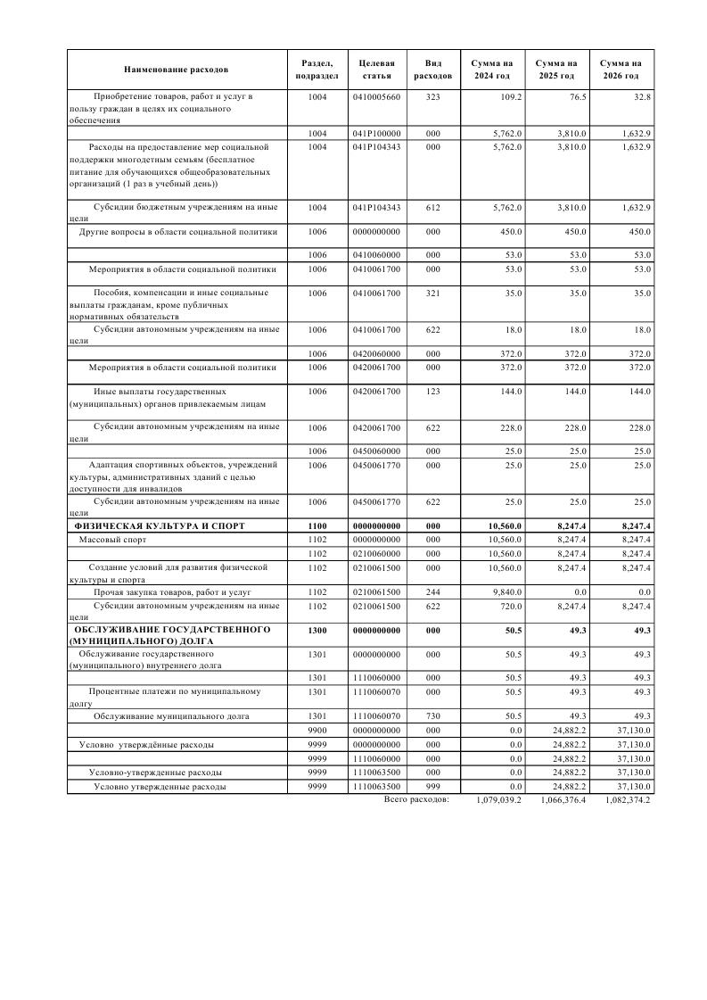 Наименование расходов Раздел, подраздел Целевая статья Вид расходов Сумма на 2024 год Сумма на 2025 год Сумма на 2026 год
Приобретение товаров, работ и услуг в 1004 0410005660 323 109.2 76.5 32.8
пользу граждан в целях их социального
обеспечения
1004 041P100000 000 5,762.0 3,810.0 1,632.9
Расходы на предоставление мер социальной 1004 041P104343 000 5,762.0 3,810.0 1,632.9
поддержки многодетным семьям (бесплатное
питание для обучающихся общеобразовательных
организаций (1 раз в учебный день))
Субсидии бюджетным учреждениям на иные 1004 041P104343 612 5,762.0 3,810.0 1,632.9
цели
Другие вопросы в области социальной политики 1006 0000000000 000 450.0 450.0 450.0
1006 0410060000 000 53.0 53.0 53.0
Мероприятия в области социальной политики 1006 0410061700 000 53.0 53.0 53.0
Пособия, компенсации и иные социальные 1006 0410061700 321 35.0 35.0 35.0
выплаты гражданам, кроме публичных
нормативных обязательств
Субсидии автономным учреждениям на иные 1006 0410061700 622 18.0 18.0 18.0
цели
1006 0420060000 000 372.0 372.0 372.0
Мероприятия в области социальной политики 1006 0420061700 000 372.0 372.0 372.0
Иные выплаты государственных 1006 0420061700 123 144.0 144.0 144.0
(муниципальных) органов привлекаемым лицам
Субсидии автономным учреждениям на иные 1006 0420061700 622 228.0 228.0 228.0
цели
1006 0450060000 000 25.0 25.0 25.0
Адаптация спортивных объектов, учреждений 1006 0450061770 000 25.0 25.0 25.0
культуры, административных зданий с целью
доступности для инвалидов
Субсидии автономным учреждениям на иные 1006 0450061770 622 25.0 25.0 25.0
цели
ФИЗИЧЕСКАЯ КУЛЬТУРА И СПОРТ 1100 0000000000 000 10,560.0 8,247.4 8,247.4
Массовый спорт 1102 0000000000 000 10,560.0 8,247.4 8,247.4
1102 0210060000 000 10,560.0 8,247.4 8,247.4
Создание условий для развития физической 1102 0210061500 000 10,560.0 8,247.4 8,247.4
культуры и спорта
Прочая закупка товаров, работ и услуг 1102 0210061500 244 9,840.0 0.0 0.0
Субсидии автономным учреждениям на иные 1102 0210061500 622 720.0 8,247.4 8,247.4
цели
ОБСЛУЖИВАНИЕ ГОСУДАРСТВЕННОГО 1300 0000000000 000 50.5 49.3 49.3
(МУНИЦИПАЛЬНОГО) ДОЛГА
Обслуживание государственного 1301 0000000000 000 50.5 49.3 49.3
(муниципального) внутреннего долга
1301 1110060000 000 50.5 49.3 49.3
Процентные платежи по муниципальному 1301 1110060070 000 50.5 49.3 49.3
долгу
Обслуживание муниципального долга 1301 1110060070 730 50.5 49.3 49.3
9900 0000000000 000 0.0 24,882.2 37,130.0
Условно утверждённые расходы 9999 0000000000 000 0.0 24,882.2 37,130.0
9999 1110060000 000 0.0 24,882.2 37,130.0
Условно-утвержденные расходы 9999 1110063500 000 0.0 24,882.2 37,130.0
Условно утвержденные расходы 9999 1110063500 999 0.0 24,882.2 37,130.0
Всего расходов: 1,079,039.2 1,066,376.4 1,082,374.2